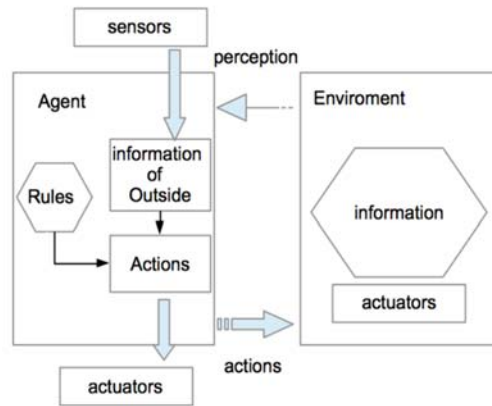 sensors
perception
Agent
Enviroment
information
of
Outside
Rules
information
Actions
actuators
actions
actuators